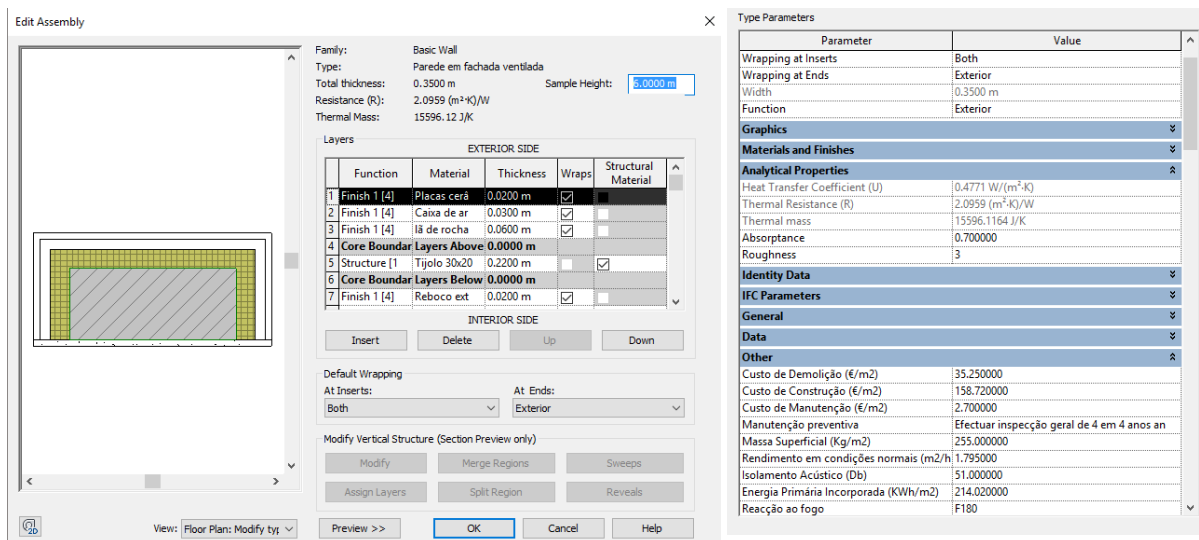 Edit Assembly
Family: Basic Wall
Type: Parede em fachada ventilada
Total thickness: 0.3500 m Sample Height: 6.0000 m
Resistance (R): 2.0959 (m²·K)/W
Thermal Mass: 15596.12 J/K
Layers
EXTERIOR SIDE
Function Material Thickness Wraps Structural Material
1 Finish 1 [4] Placas cerâ 0.0200 m
2 Finish 1 [4] Caixa de ar 0.0300 m
3 Finish 1 [4] lã de rocha 0.0600 m
4 Core Boundar Layers Above 0.0000 m
5 Structure [1 Tijolo 30x20 0.2200 m
6 Core Boundar Layers Below 0.0000 m
7 Finish 1 [4] Reboco ext 0.0200 m
INTERIOR SIDE
Insert Delete Up Down
Default Wrapping
At Inserts: At Ends:
Both Exterior
Modify Vertical Structure (Section Preview only)
Modify Merge Regions Sweeps
Assign Layers Split Region Reveals
2D View: Floor Plan: Modify typ Preview >> OK Cancel Help
Type Parameters
Parameter Value
Wrapping at Inserts Both
Wrapping at Ends Exterior
Width 0.3500 m
Function Exterior
Graphics
Materials and Finishes
Analytical Properties
Heat Transfer Coefficient (U) 0.4771 W/(m²·K)
Thermal Resistance (R) 2.0959 (m²·K)/W
Thermal mass 15596.1164 J/K
Absorptance 0.700000
Roughness 3
Identity Data
IFC Parameters
General
Data
Other
Custo de Demolição (€/m2) 35.250000
Custo de Construção (€/m2) 158.720000
Custo de Manutenção (€/m2) 2.700000
Manutenção preventiva Efectuar inspecção geral de 4 em 4 anos an
Massa Superficial (Kg/m2) 255.000000
Rendimento em condições normais (m2/h 1.795000
Isolamento Acústico (Db) 51.000000
Energia Primária Incorporada (KWh/m2) 214.020000
Reacção ao fogo F180